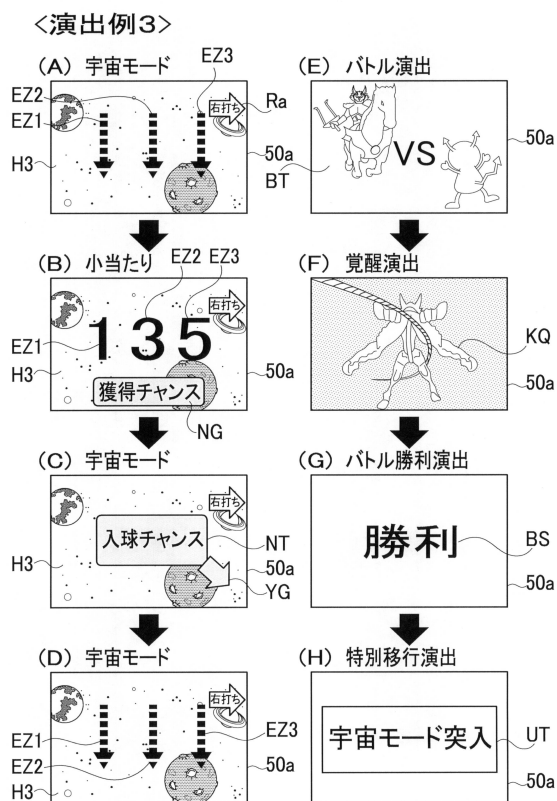 <演出例3>
(A) 宇宙モード
EZ3
EZ2
EZ1
右打ち
Ra
H3
50a
(B) 小当たり
EZ2
EZ3
右打ち
135
EZ1
H3
50a
獲得チャンス
NG
(C) 宇宙モード
右打ち
入球チャンス
NT
H3
50a
YG
(D) 宇宙モード
右打ち
EZ1
EZ3
EZ2
50a
H3
(E) バトル演出
VS
50a
BT
(F) 覚醒演出
KQ
50a
(G) バトル勝利演出
勝利
BS
50a
(H) 特別移行演出
宇宙モード突入
UT
50a